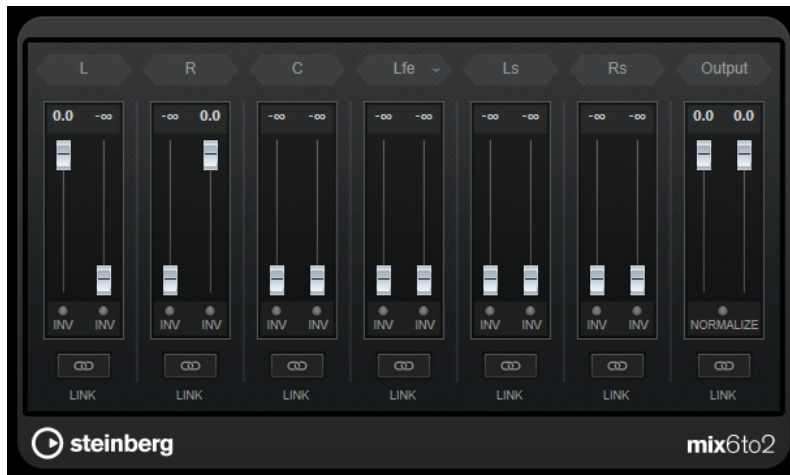 L R C Lfe Ls Rs Output
0.0 -∞ -∞ 0.0 -∞ -∞ -∞ -∞ -∞ -∞ -∞ -∞ 0.0 0.0
INV INV INV INV INV INV INV INV INV INV INV INV NORMALIZE
LINK LINK LINK LINK LINK LINK LINK
steinberg mix6to2